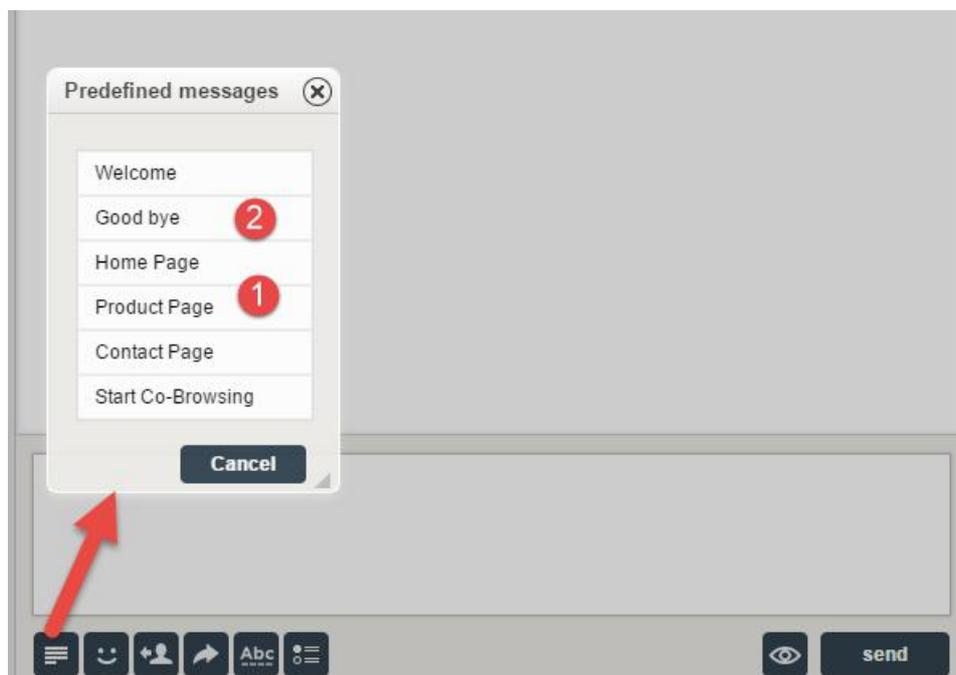 Predefined messages
Welcome
Good bye
2
Home Page
1
Product Page
Contact Page
Start Co-Browsing
Cancel
Abc
send